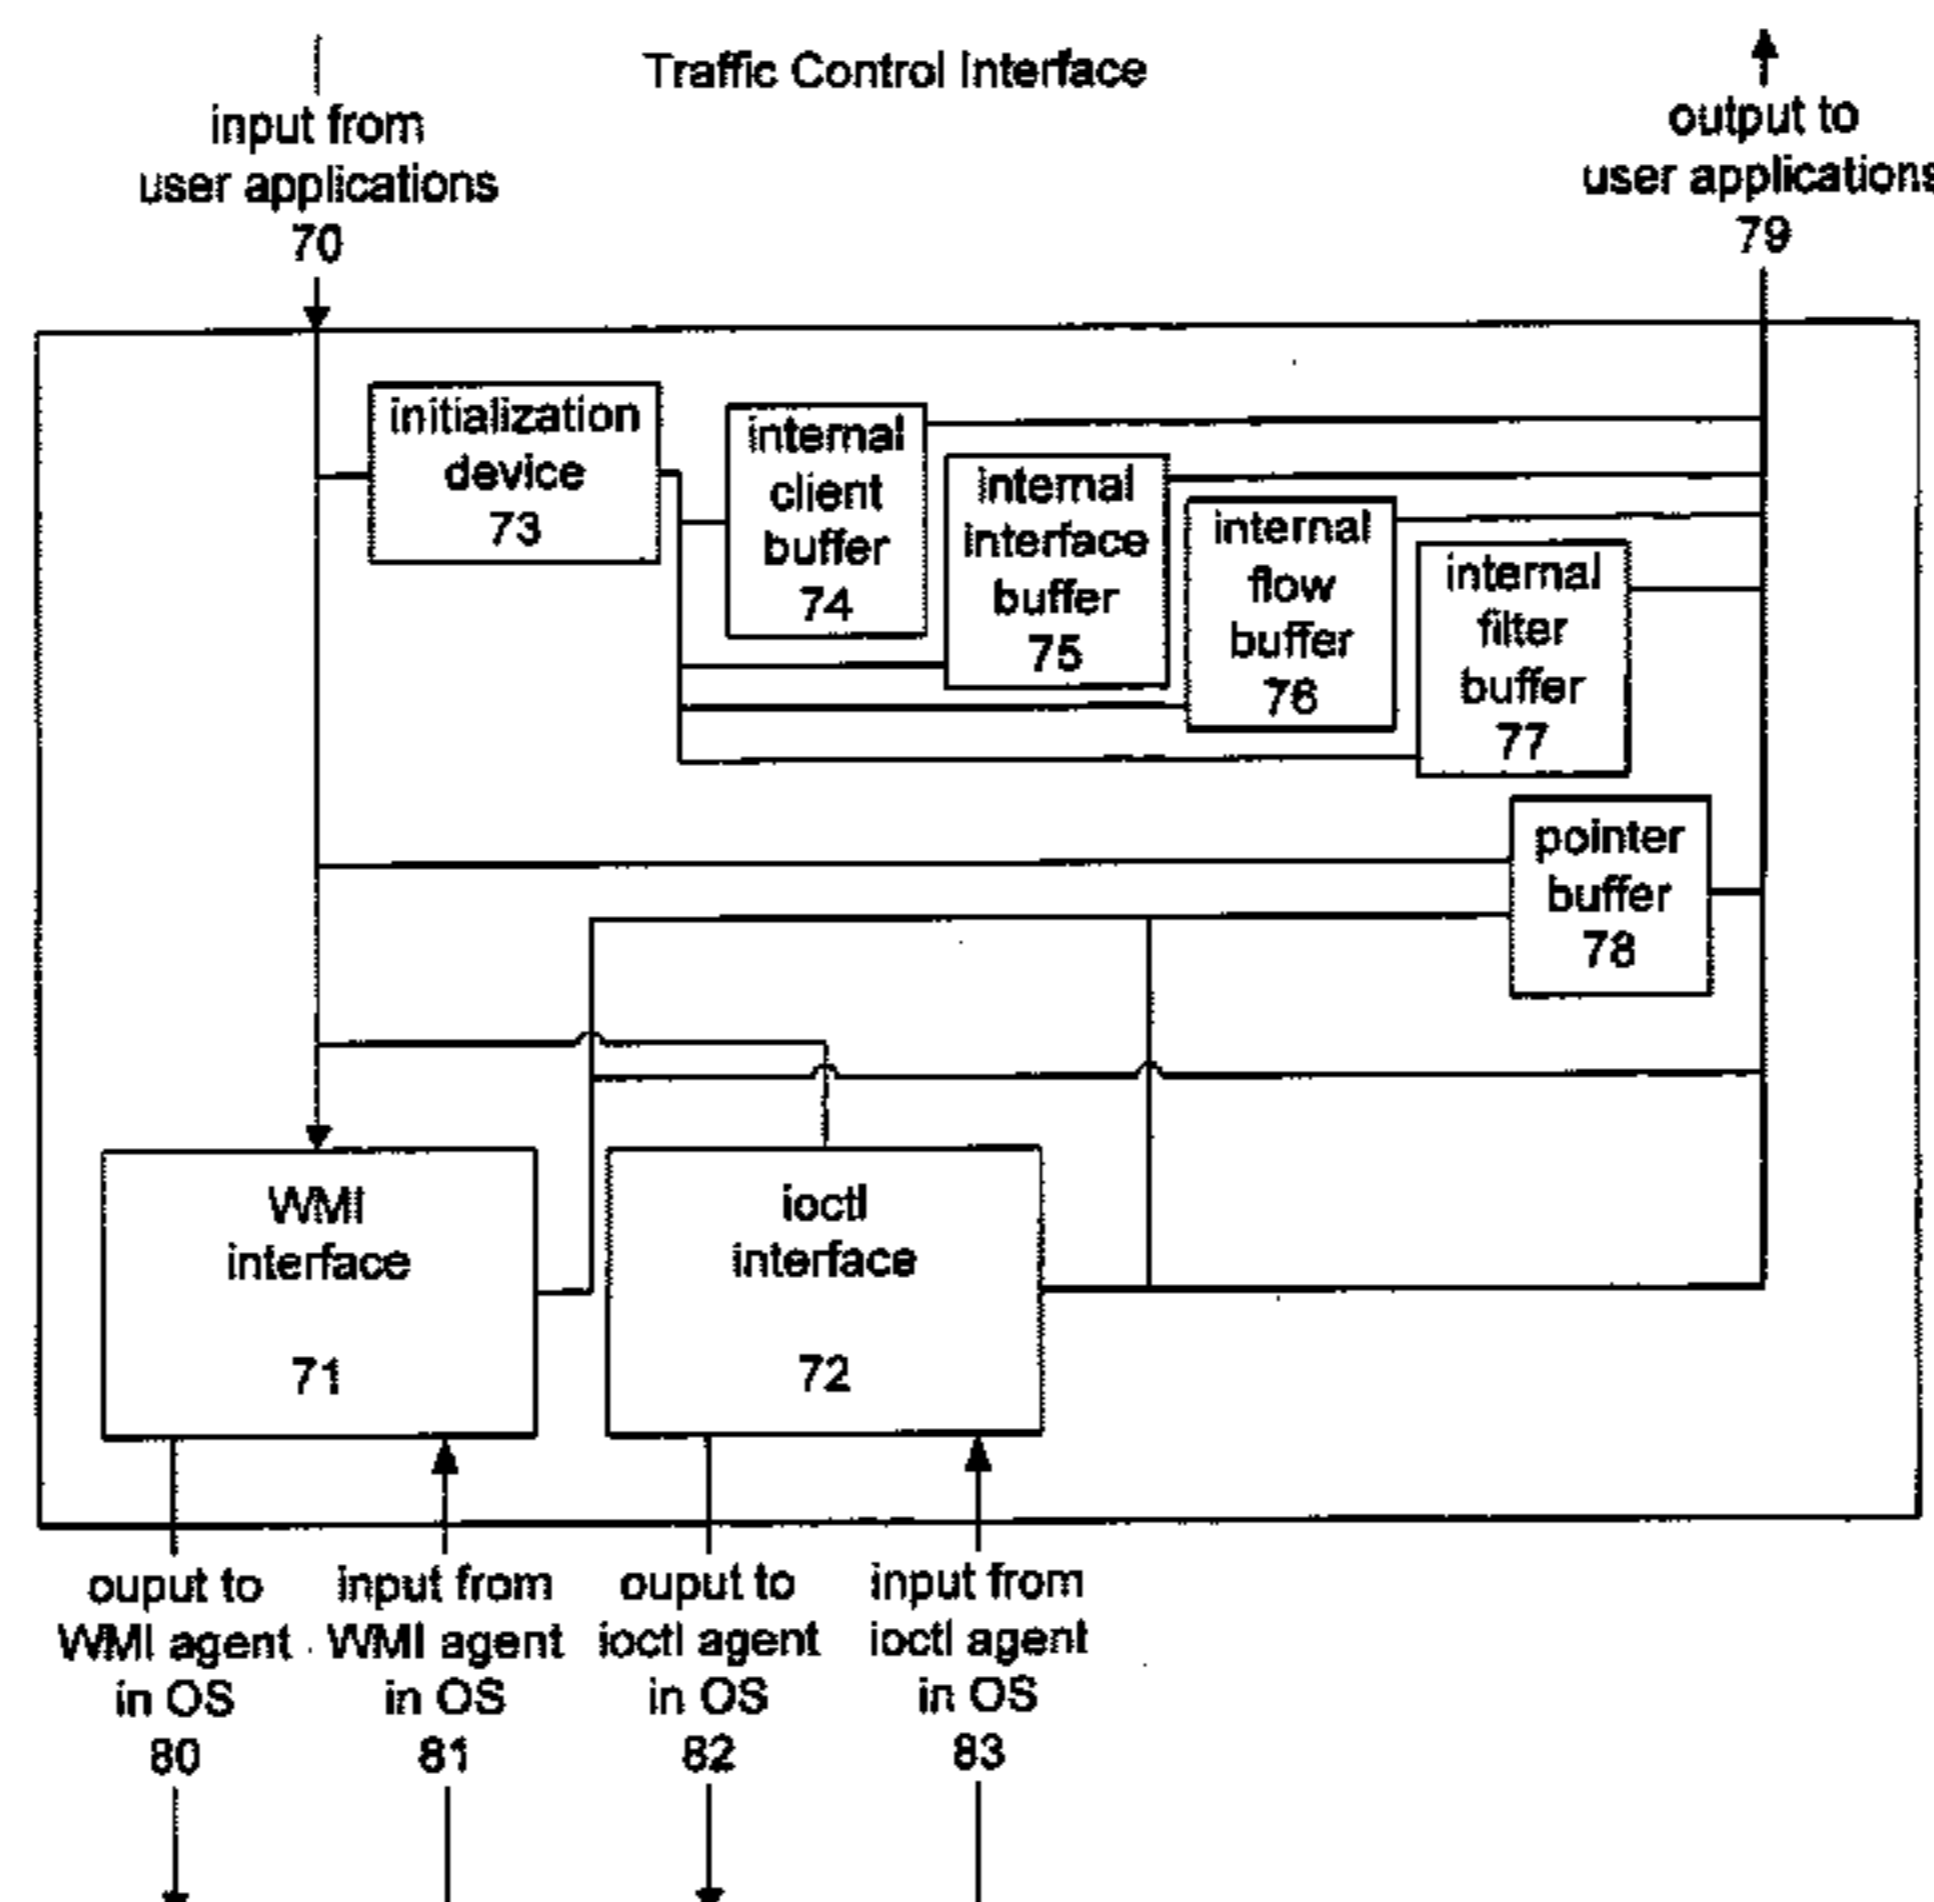 Traffic Control Interface
input from
user applications
70
output to
user applications
79
initialization
device
73
internal
client
buffer
74
internal
interface
buffer
75
internal
flow
buffer
76
internal
filter
buffer
77
pointer
buffer
78
WMI
interface
71
ioctl
interface
72
ouput to
WMI agent
in OS
80
input from
WMI agent
in OS
81
ouput to
ioctl agent
in OS
82
input from
ioctl agent
in OS
83